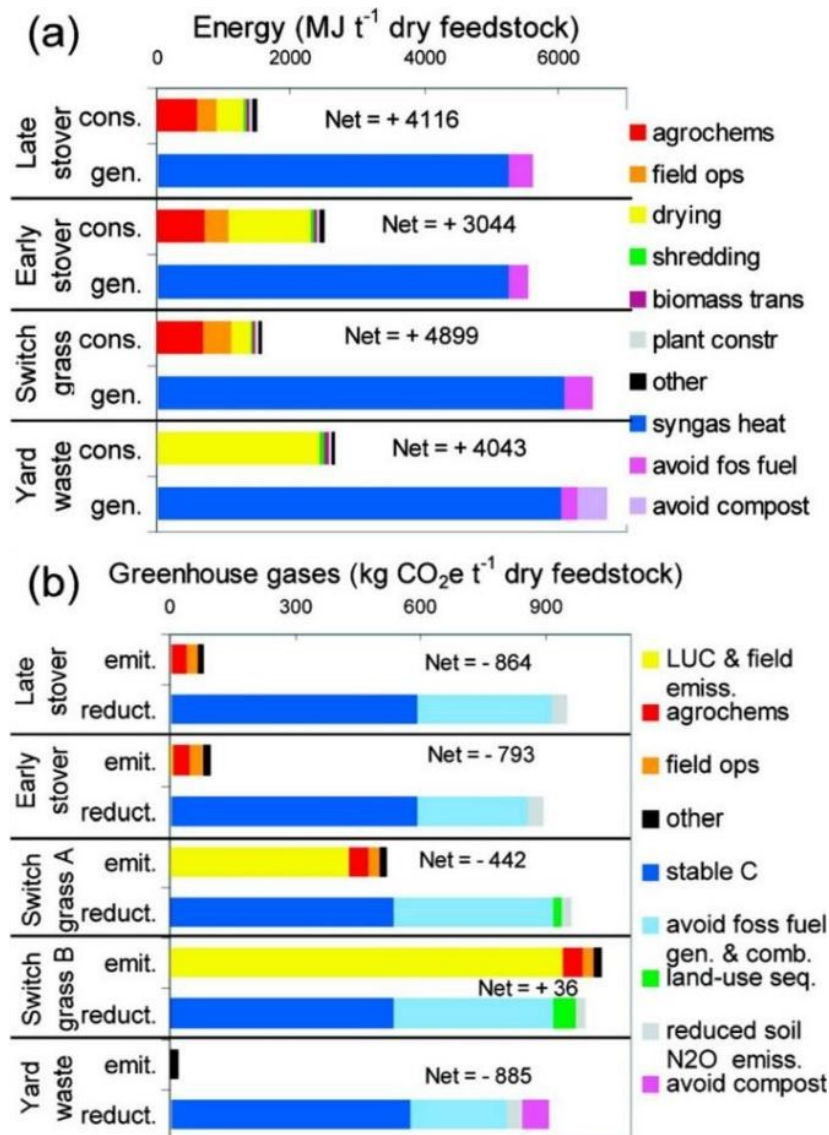 (a)
Energy (MJ t⁻¹ dry feedstock)
0 2000 4000 6000
Late stover
cons.
Net = + 4116
gen.
Early stover
cons.
Net = + 3044
gen.
Switch grass
cons.
Net = + 4899
gen.
Yard waste
cons.
Net = + 4043
gen.
agrochems
field ops
drying
shredding
biomass trans
plant constr
other
syngas heat
avoid fos fuel
avoid compost
(b)
Greenhouse gases (kg CO₂e t⁻¹ dry feedstock)
0 300 600 900
Late stover
emit.
Net = - 864
reduct.
Early stover
emit.
Net = - 793
reduct.
Switch grass A
emit.
Net = - 442
reduct.
Switch grass B
emit.
Net = + 36
reduct.
Yard waste
emit.
Net = - 885
reduct.
LUC & field
emiss.
agrochems
field ops
other
stable C
avoid foss fuel
gen. & comb.
land-use seq.
reduced soil
N2O emiss.
avoid compost